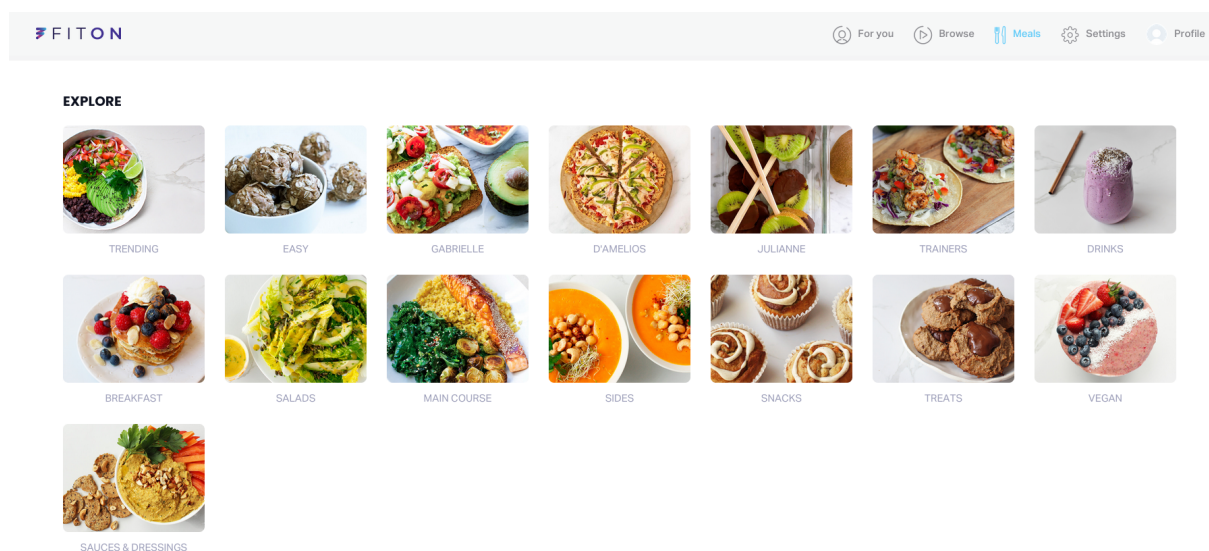 FITON
For you
Browse
Meals
Settings
Profile
EXPLORE
TRENDING
EASY
GABRIELLE
D'AMELIOS
JULIANNE
TRAINERS
DRINKS
BREAKFAST
SALADS
MAIN COURSE
SIDES
SNACKS
TREATS
VEGAN
SAUCES & DRESSINGS